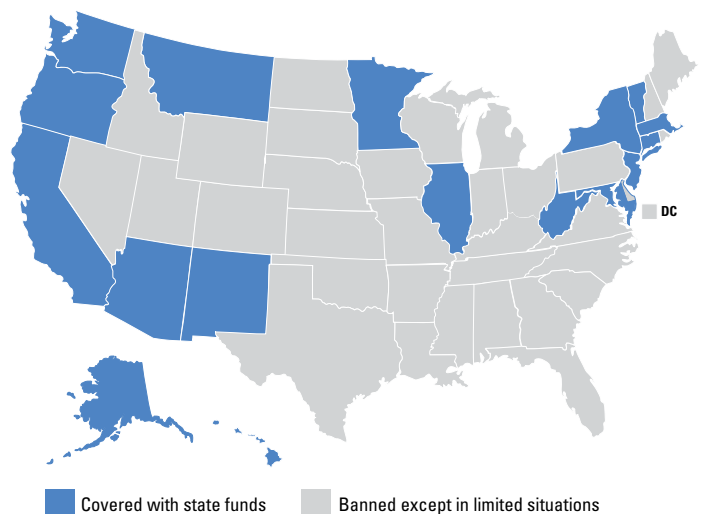 DC
Covered with state funds
Banned except in limited situations